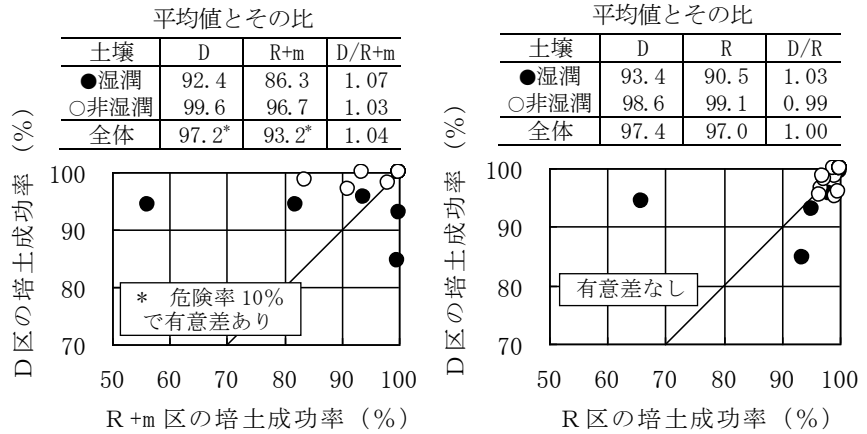 平均値とその比
土壌 D R+m D/R+m
●湿潤 92.4 86.3 1.07
○非湿潤 99.6 96.7 1.03
全体 97.2* 93.2* 1.04
D区の培土成功率（%）
100
90
80
70
* 危険率10%
で有意差あり
50 60 70 80 90 100
R+m区の培土成功率（%）
平均値とその比
土壌 D R D/R
●湿潤 93.4 90.5 1.03
○非湿潤 98.6 99.1 0.99
全体 97.4 97.0 1.00
D区の培土成功率（%）
100
90
80
70
有意差なし
50 60 70 80 90 100
R区の培土成功率（%）